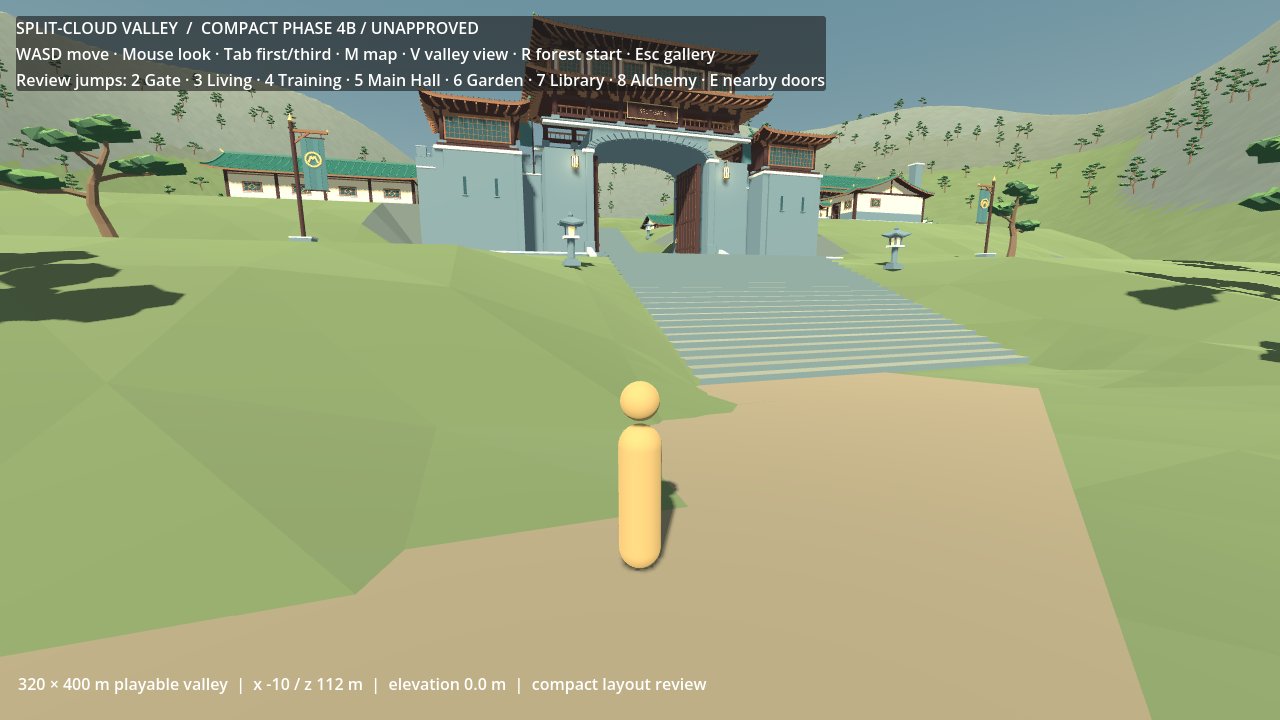 SPLIT-CLOUD VALLEY / COMPACT PHASE 4B / UNAPPROVED
WASD move · Mouse look · Tab first/third · M map · V valley view · R forest start · Esc gallery
Review jumps: 2 Gate · 3 Living · 4 Training · 5 Main Hall · 6 Garden · 7 Library · 8 Alchemy · E nearby doors
320 × 400 m playable valley | x -10 / z 112 m | elevation 0.0 m | compact layout review